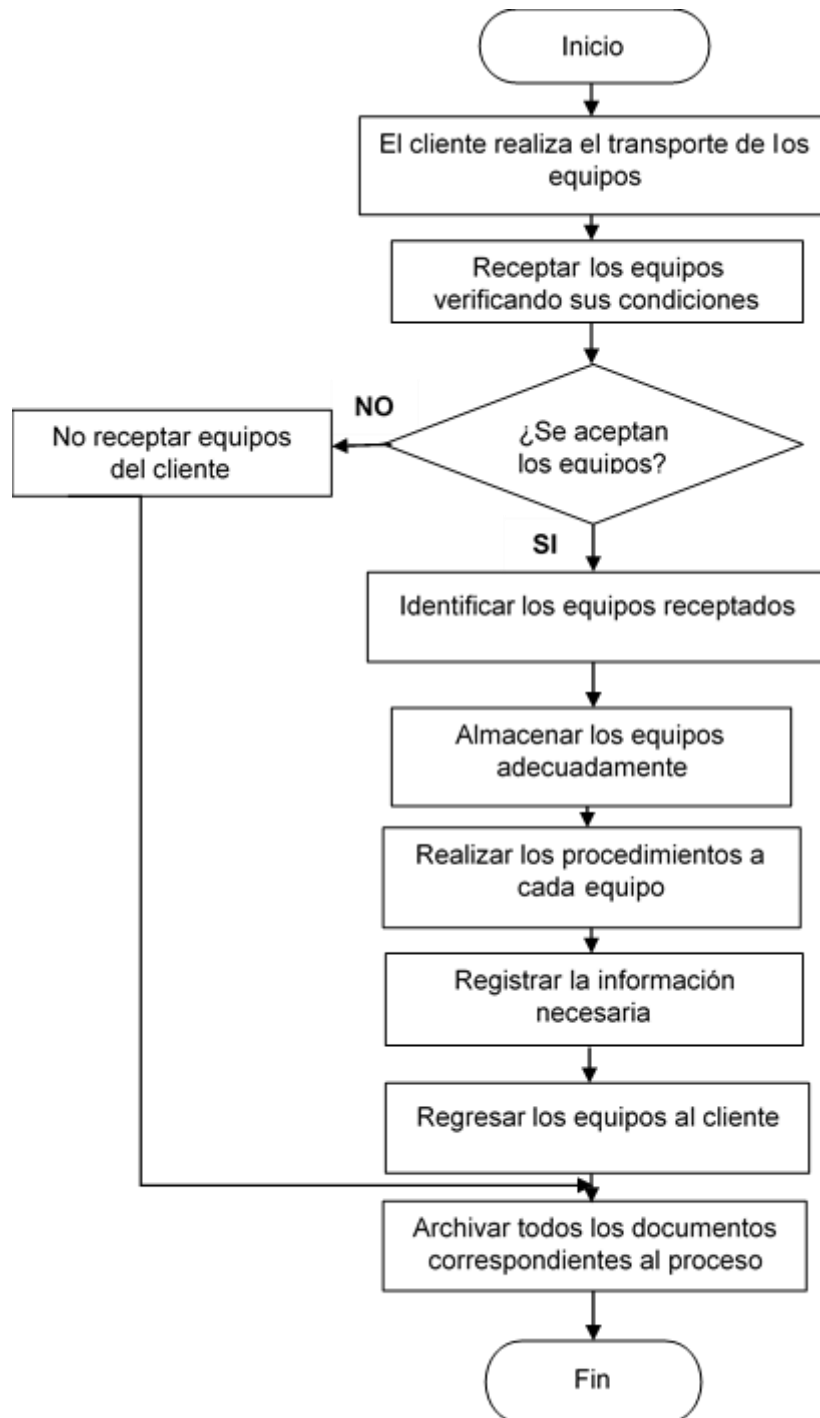 Inicio
El cliente realiza el transporte de los
equipos
Receptar los equipos
verificando sus condiciones
NO
No receptar equipos
del cliente
¿Se aceptan
los equipos?
SI
Identificar los equipos receptados
Almacenar los equipos
adecuadamente
Realizar los procedimientos a
cada equipo
Registrar la información
necesaria
Regresar los equipos al cliente
Archivar todos los documentos
correspondientes al proceso
Fin